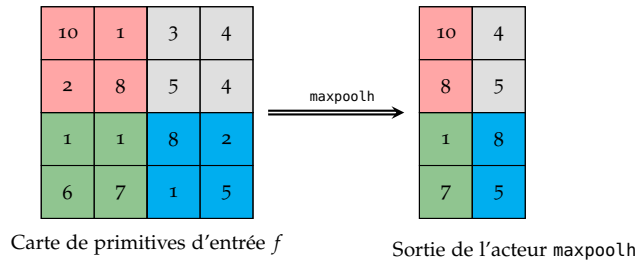 10 1 3 4 10 4
2 8 5 4 8 5
maxpoolh
1 1 8 2 1 8
6 7 1 5 7 5
Carte de primitives d'entrée f
Sortie de l'acteur maxpoolh